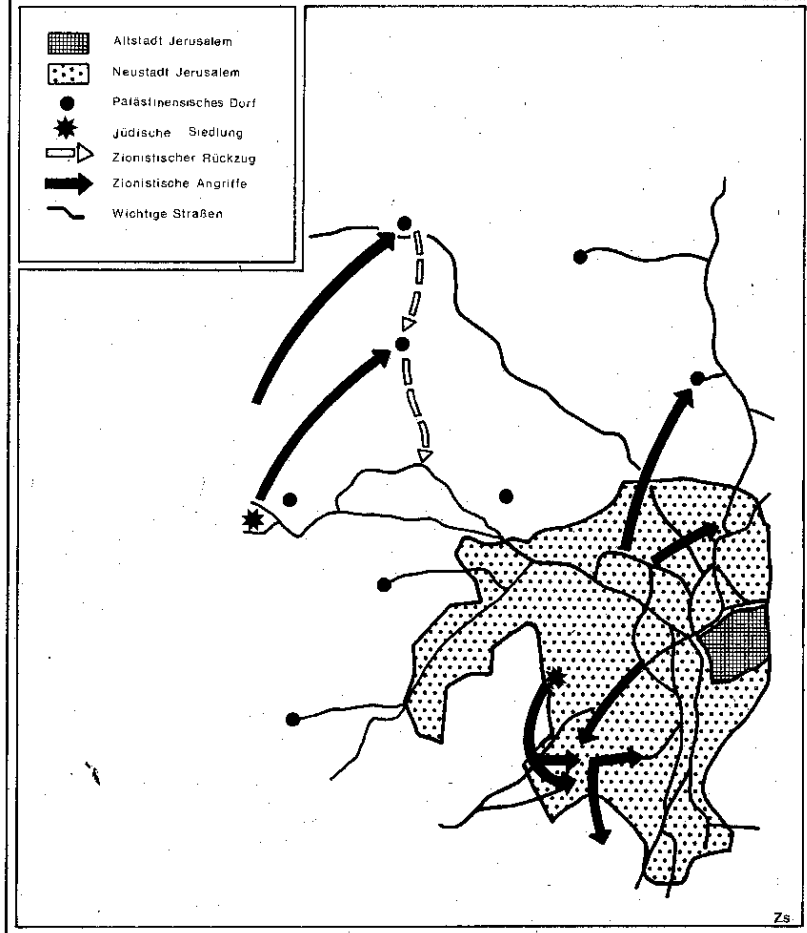 Altstadt Jerusalem
Neustadt Jerusalem
Palästinensisches Dorf
Jüdische Siedlung
Zionistischer Rückzug
Zionistische Angriffe
Wichtige Straßen
Zs